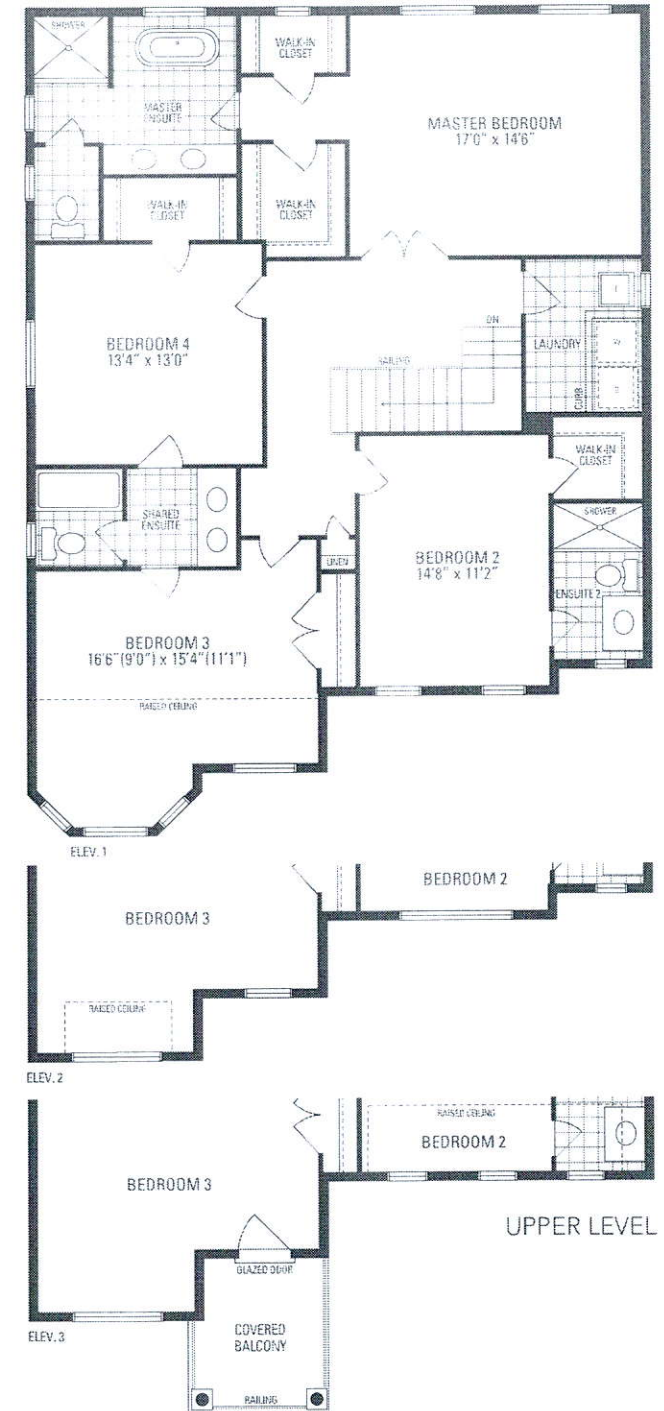 SHOWER
WALK-IN
CLOSET
MASTER
ENSUITE
MASTER BEDROOM
17'0" x 14'6"
WALK-IN
CLOSET
WALK-IN
CLOSET
BEDROOM 4
13'4" x 13'0"
DN
RAILING
LAUNDRY
CURB
WALK-IN
CLOSET
SHARED
ENSUITE
SHOWER
LINEN
BEDROOM 2
14'8" x 11'2"
ENSUITE 2
BEDROOM 3
16'6" (9'0") x 15'4" (11'1")
RAISED CEILING
ELEV. 1
BEDROOM 2
BEDROOM 3
RAISED CEILING
ELEV. 2
RAISED CEILING
BEDROOM 2
BEDROOM 3
UPPER LEVEL
GLAZED DOOR
ELEV. 3
COVERED
BALCONY
RAILING